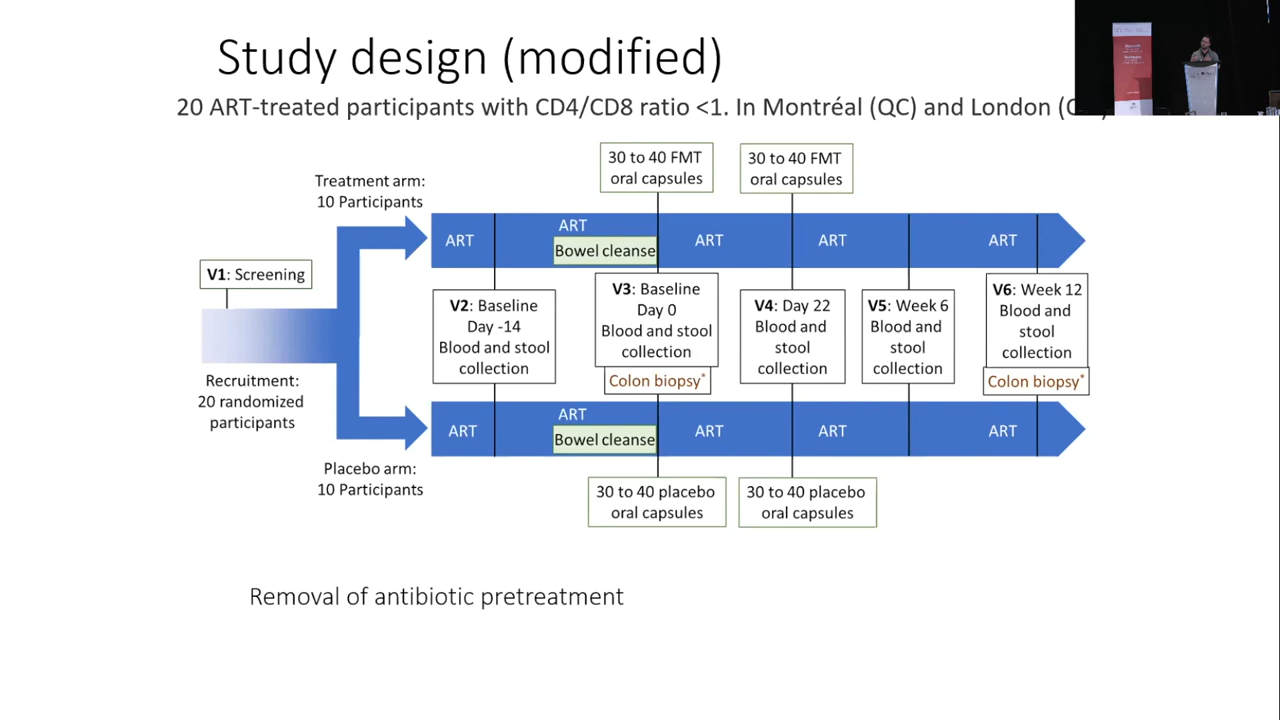 Study design (modified)
20 ART-treated participants with CD4/CD8 ratio <1. In Montréal (QC) and London
30 to 40 FMT
oral capsules
30 to 40 FMT
oral capsules
Treatment arm:
10 Participants
ART
ART
Bowel cleanse
ART
ART
ART
V1: Screening
V2: Baseline
Day -14
Blood and stool
collection
V3: Baseline
Day 0
Blood and stool
collection
Colon biopsy*
V4: Day 22
Blood and
stool
collection
V5: Week 6
Blood and
stool
collection
V6: Week 12
Blood and
stool
collection
Colon biopsy*
Recruitment:
20 randomized
participants
ART
ART
Bowel cleanse
ART
ART
ART
Placebo arm:
10 Participants
30 to 40 placebo
oral capsules
30 to 40 placebo
oral capsules
Removal of antibiotic pretreatment